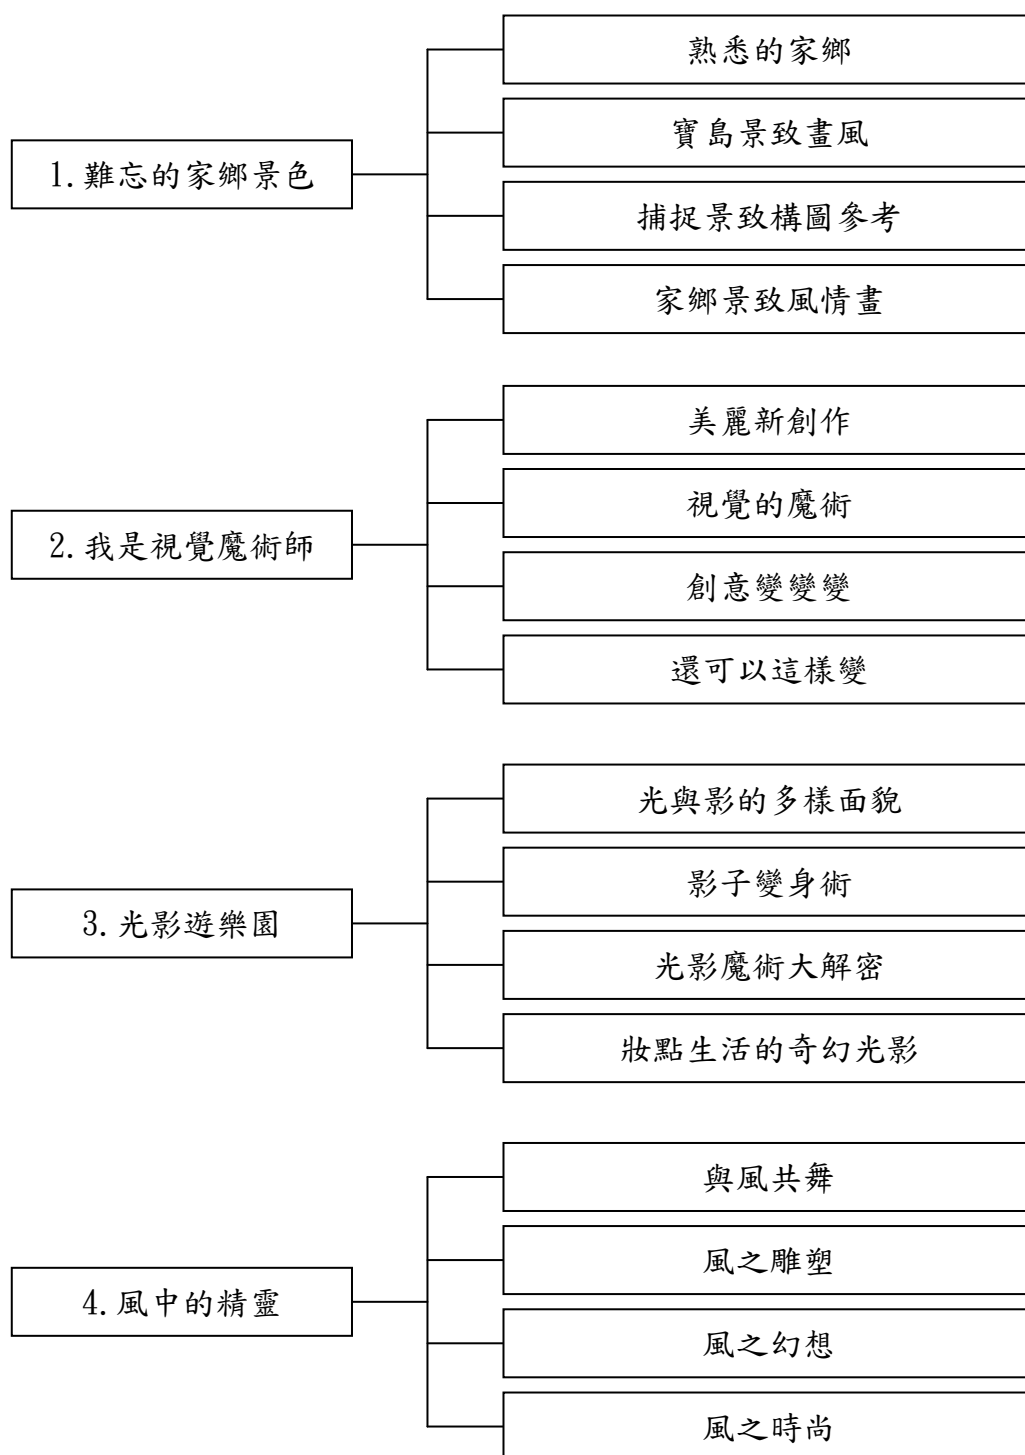 1.難忘的家鄉景色
熟悉的家鄉
寶島景致畫風
捕捉景致構圖參考
家鄉景致風情畫
2.我是視覺魔術師
美麗新創作
視覺的魔術
創意變變變
還可以這樣變
3.光影遊樂園
光與影的多樣面貌
影子變身術
光影魔術大解密
妝點生活的奇幻光影
4.風中的精靈
與風共舞
風之雕塑
風之幻想
風之時尚